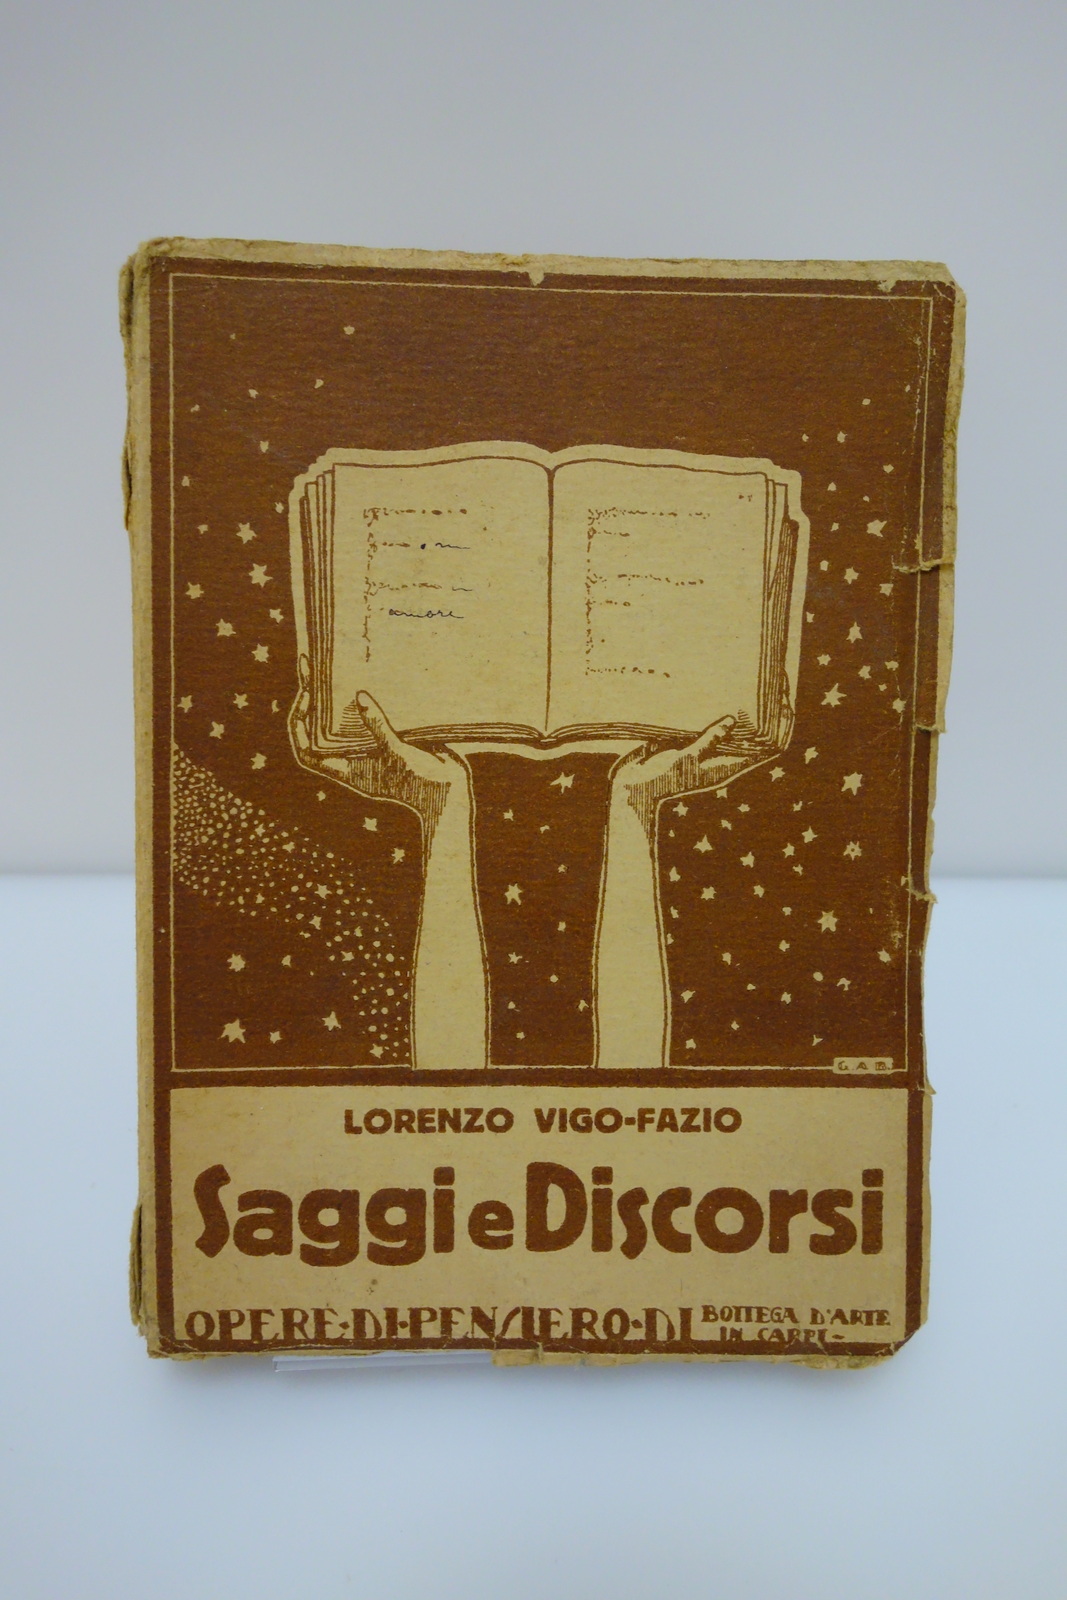 amore
G. A. B.
LORENZO VIGO-FAZIO
Saggi e Discorsi
OPERE·DI·PENSIERO·DI BOTTEGA D'ARTE
IN CARPI-